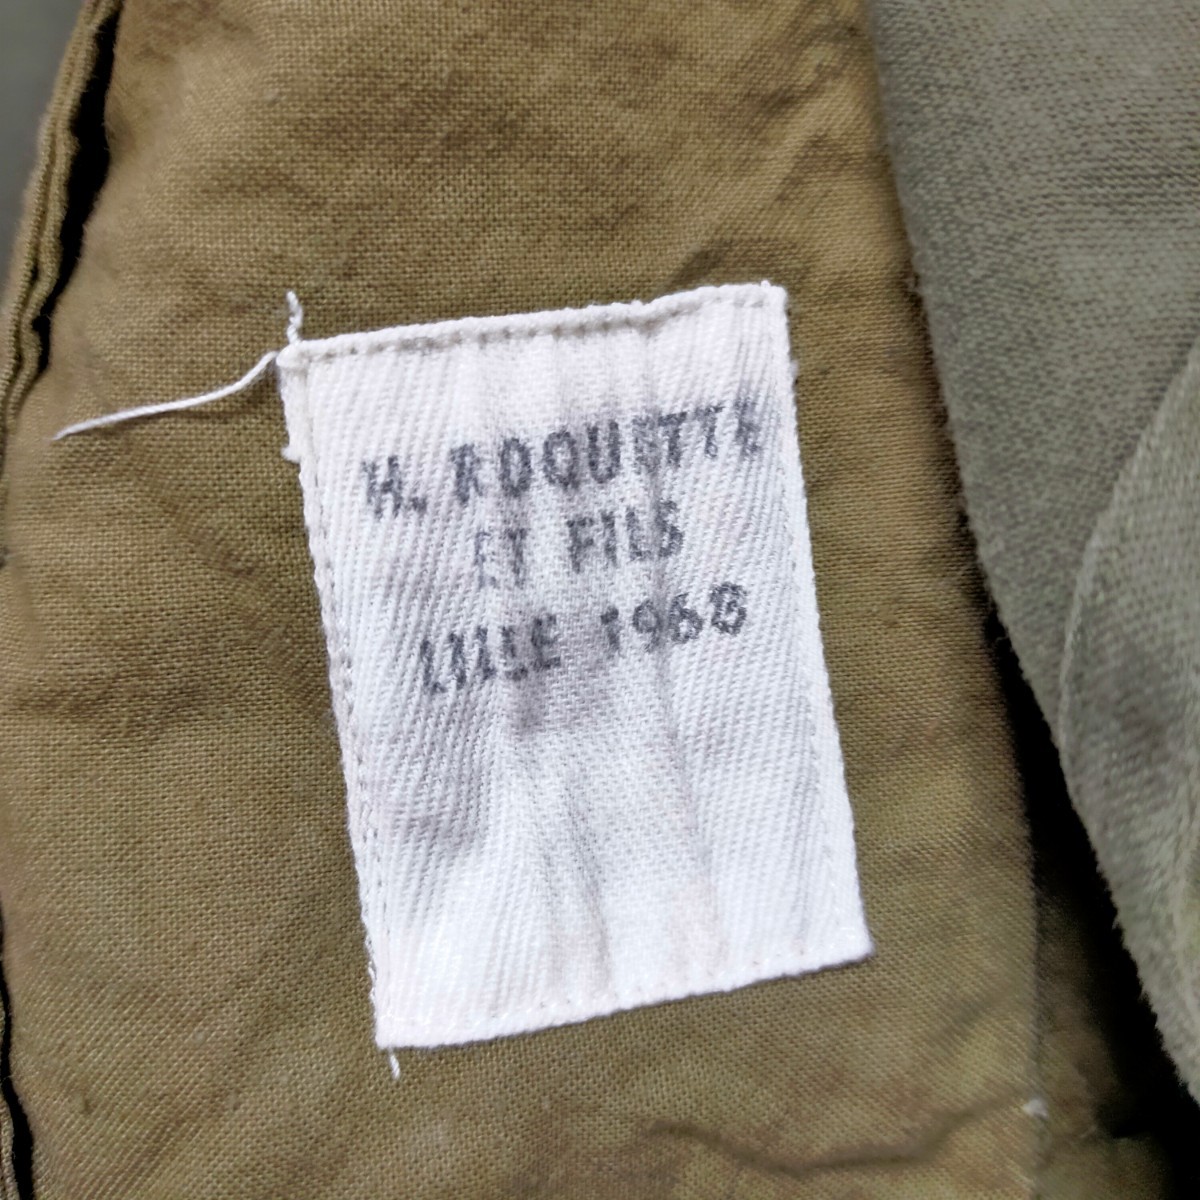 H. ROQUETTE
ET FILS
LILLE 1968